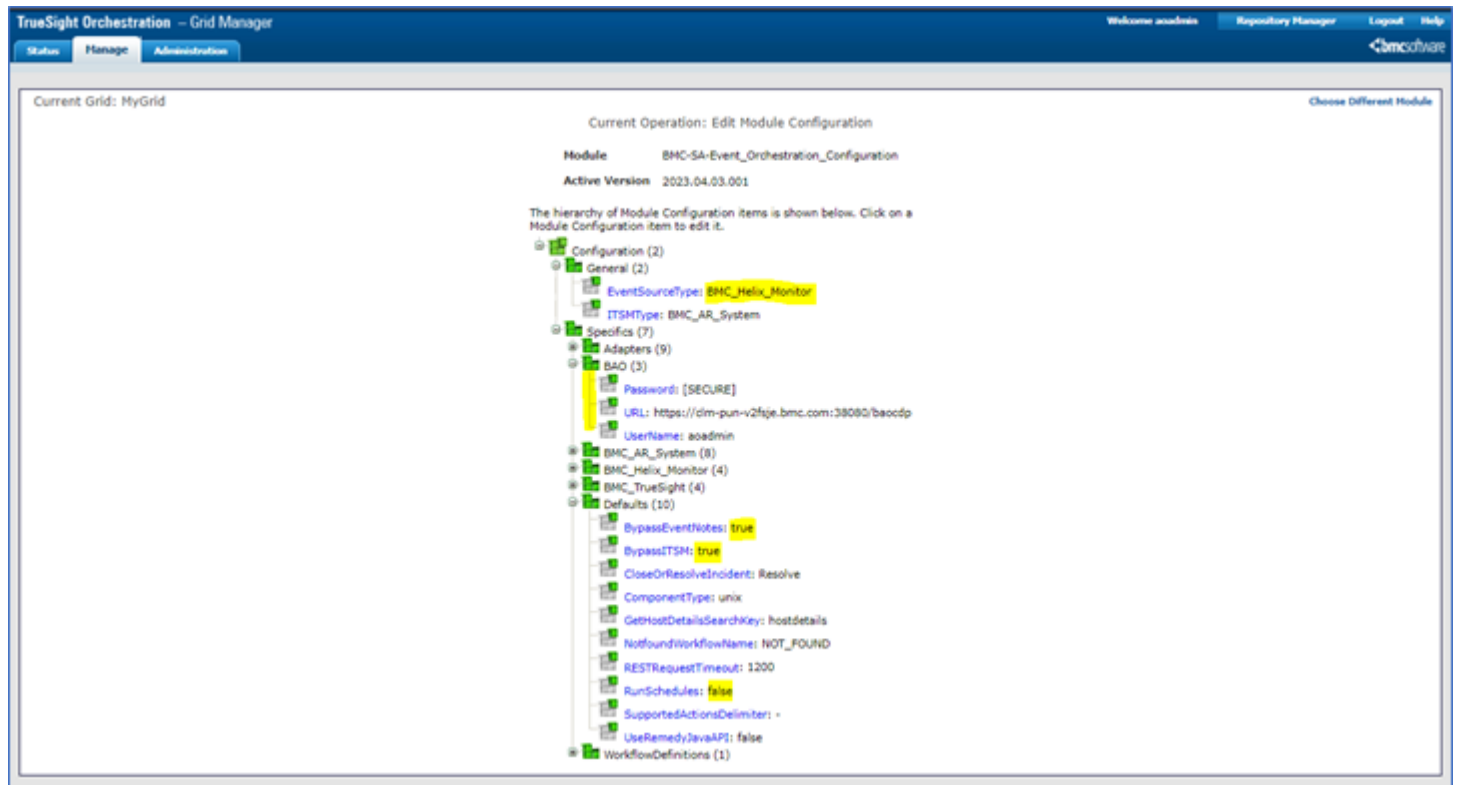 TrueSight Orchestration – Grid Manager
Welcome aoadmin
Repository Manager
Logout
Help
Status
Manage
Administration
bmcsoftware
Current Grid: MyGrid
Choose Different Module
Current Operation: Edit Module Configuration
Module BMC-SA-Event_Orchestration_Configuration
Active Version 2023.04.03.001
The hierarchy of Module Configuration items is shown below. Click on a
Module Configuration item to edit it.
Configuration (2)
General (2)
EventSourceType: BMC_Helix_Monitor
ITSMType: BMC_AR_System
Specifics (7)
Adapters (9)
BAO (3)
Password: [SECURE]
URL: https://clm-pun-v2fsje.bmc.com:38080/baocdp
UserName: aoadmin
BMC_AR_System (8)
BMC_Helix_Monitor (4)
BMC_TrueSight (4)
Defaults (10)
BypassEventNotes: true
BypassITSM: true
CloseOrResolveIncident: Resolve
ComponentType: unix
GetHostDetailsSearchKey: hostdetails
NotfoundWorkflowName: NOT_FOUND
RESTRequestTimeout: 1200
RunSchedules: false
SupportedActionsDelimiter: -
UseRemedyJavaAPI: false
WorkflowDefinitions (1)